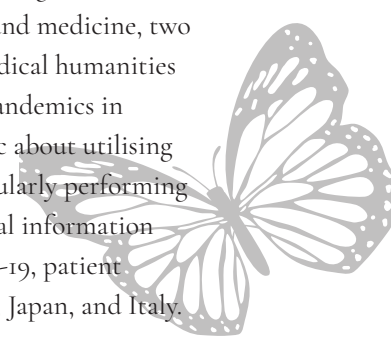 and medicine, two
dical humanities
andemics in
c about utilising
ularly performing
al information
-19, patient
Japan, and Italy.